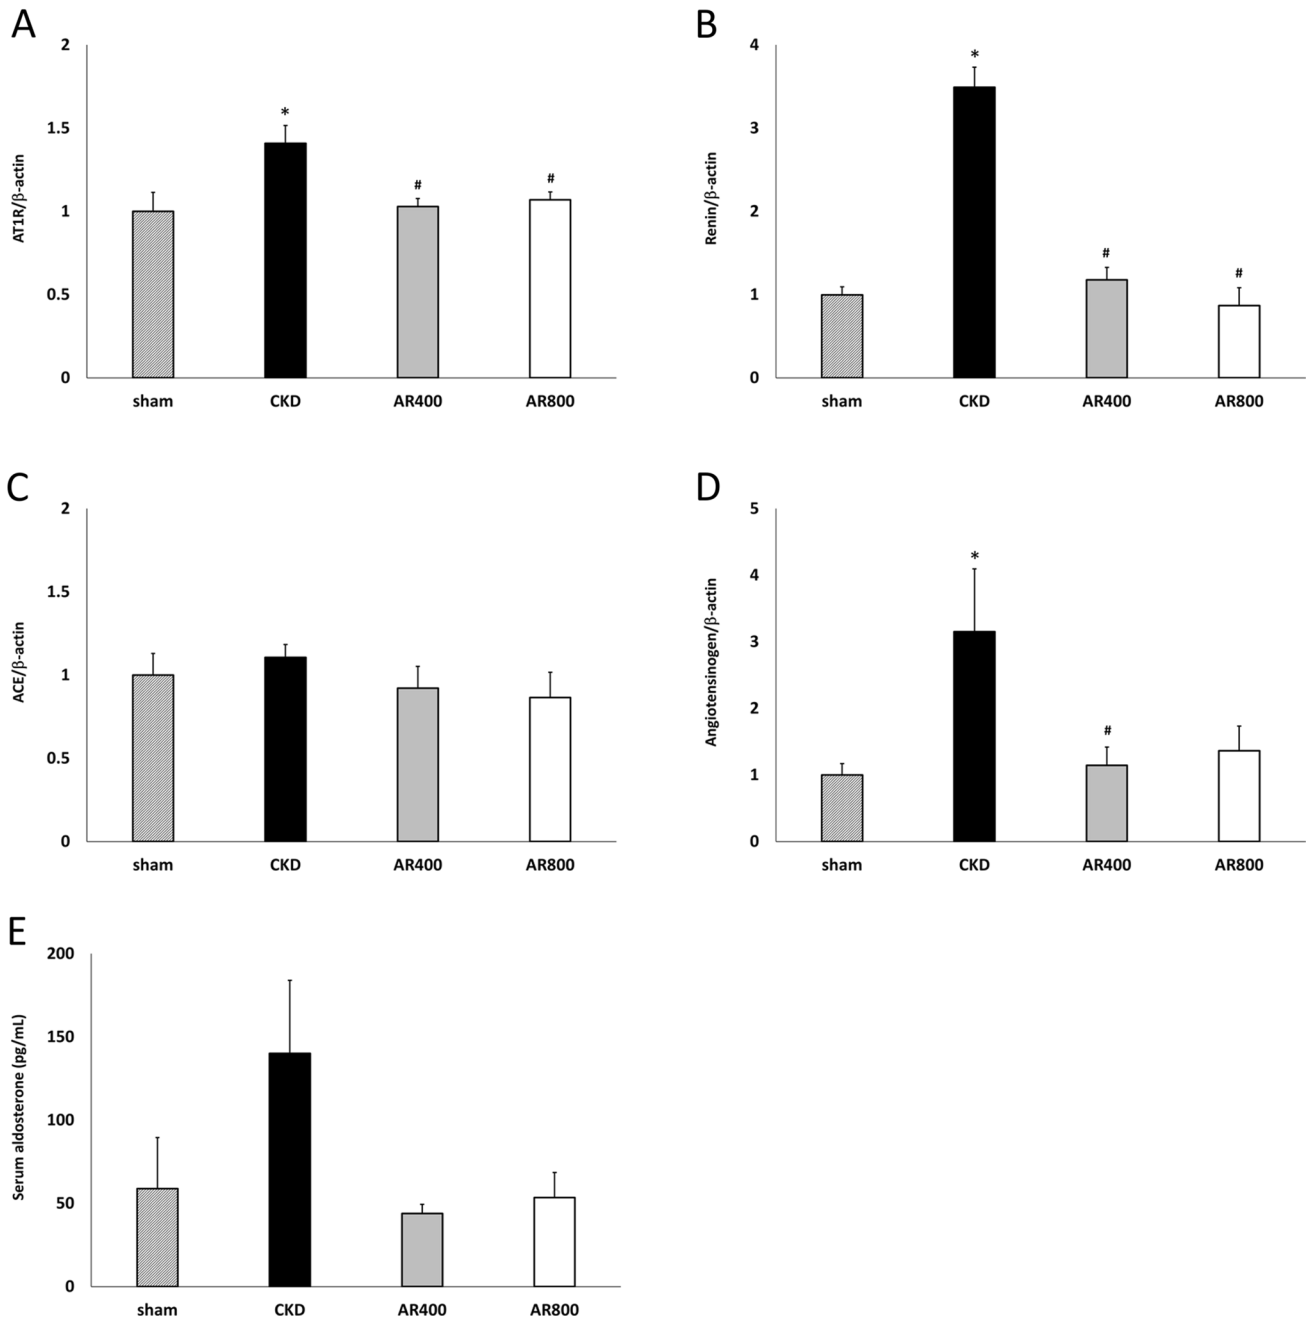 A
2
1.5
1
0.5
0
AT1R/β-actin
*
#
#
sham CKD AR400 AR800
B
4
3
2
1
0
Renin/β-actin
*
#
#
sham CKD AR400 AR800
C
2
1.5
1
0.5
0
ACE/β-actin
sham CKD AR400 AR800
D
5
4
3
2
1
0
Angiotensinogen/β-actin
*
#
sham CKD AR400 AR800
E
200
150
100
50
0
Serum aldosterone (pg/mL)
sham CKD AR400 AR800